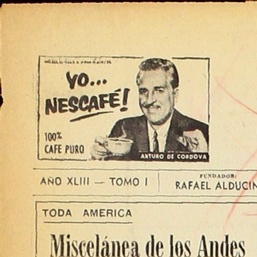 YO...
NESCAFÉ!
100%
CAFE PURO
ARTURO DE CORDOVA
AÑO XLIII — TOMO I
FUNDADOR:
RAFAEL ALDUCIN
TODA AMERICA
Miscelánea de los Andes